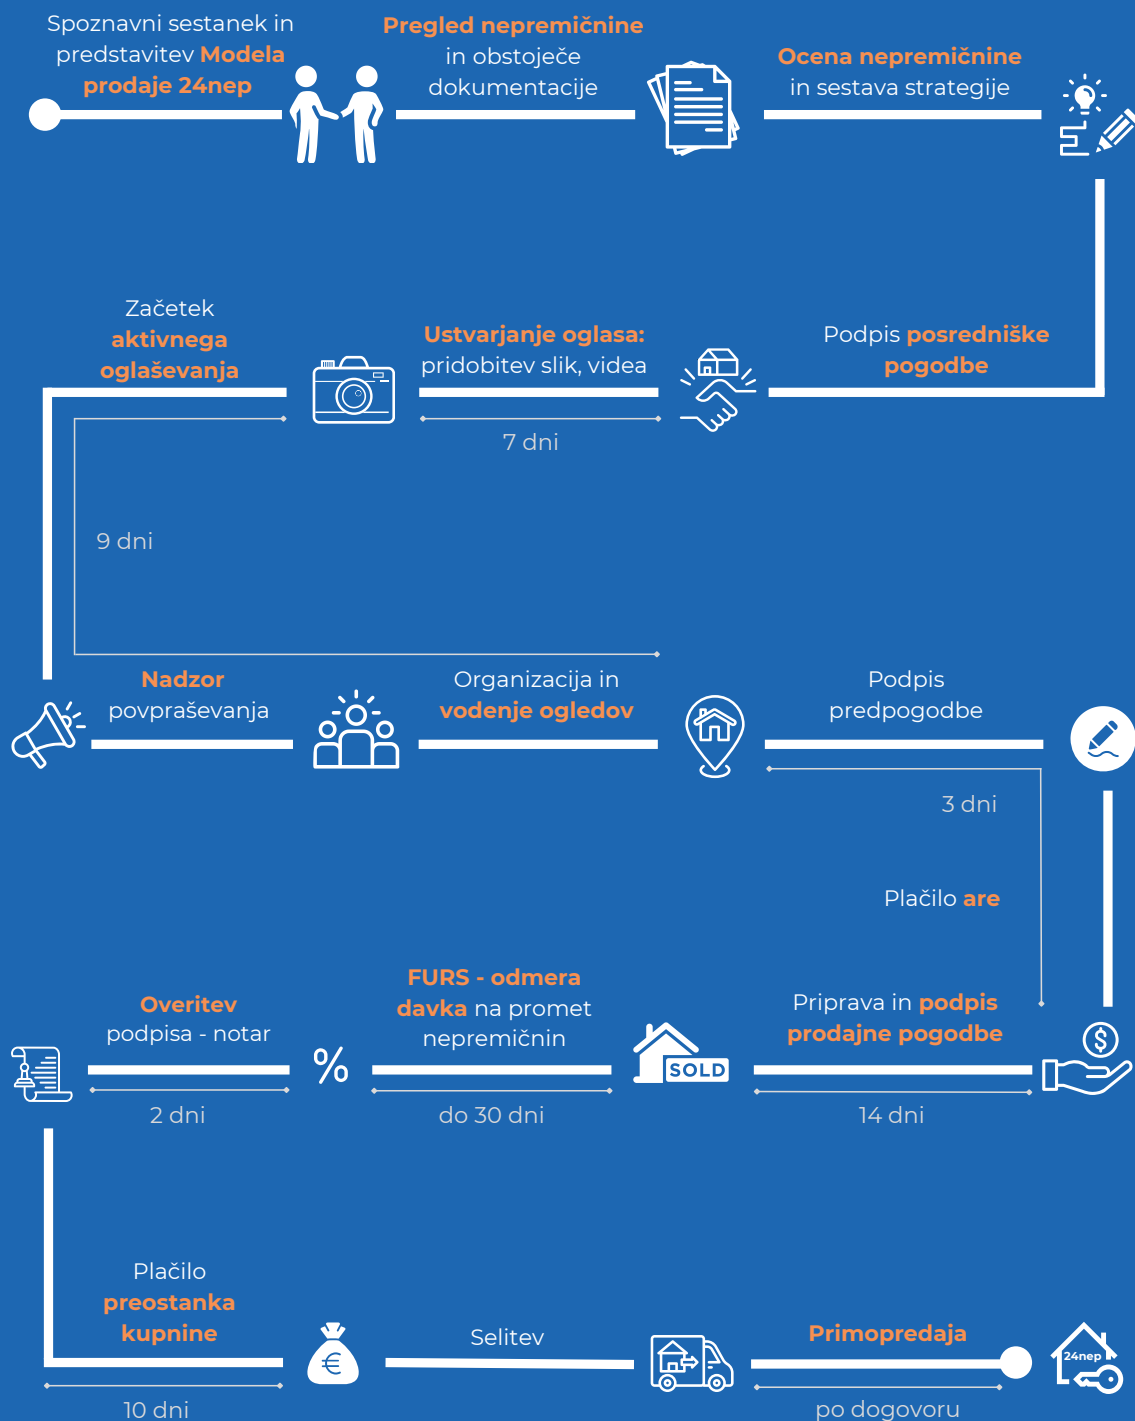 Spoznavni sestanek in
predstavitev Modela
prodaje 24nep
Pregled nepremičnine
in obstoječe
dokumentacije
Ocena nepremičnine
in sestava strategije
Podpis posredniške
pogodbe
Ustvarjanje oglasa:
pridobitev slik, videa
7 dni
Začetek
aktivnega
oglaševanja
9 dni
Nadzor
povpraševanja
Organizacija in
vodenje ogledov
Podpis
predpogodbe
3 dni
Plačilo are
Priprava in podpis
prodajne pogodbe
14 dni
SOLD
FURS - odmera
davka na promet
nepremičnin
do 30 dni
%
Overitev
podpisa - notar
2 dni
Plačilo
preostanka
kupnine
10 dni
€
Selitev
Primopredaja
po dogovoru
24nep
$